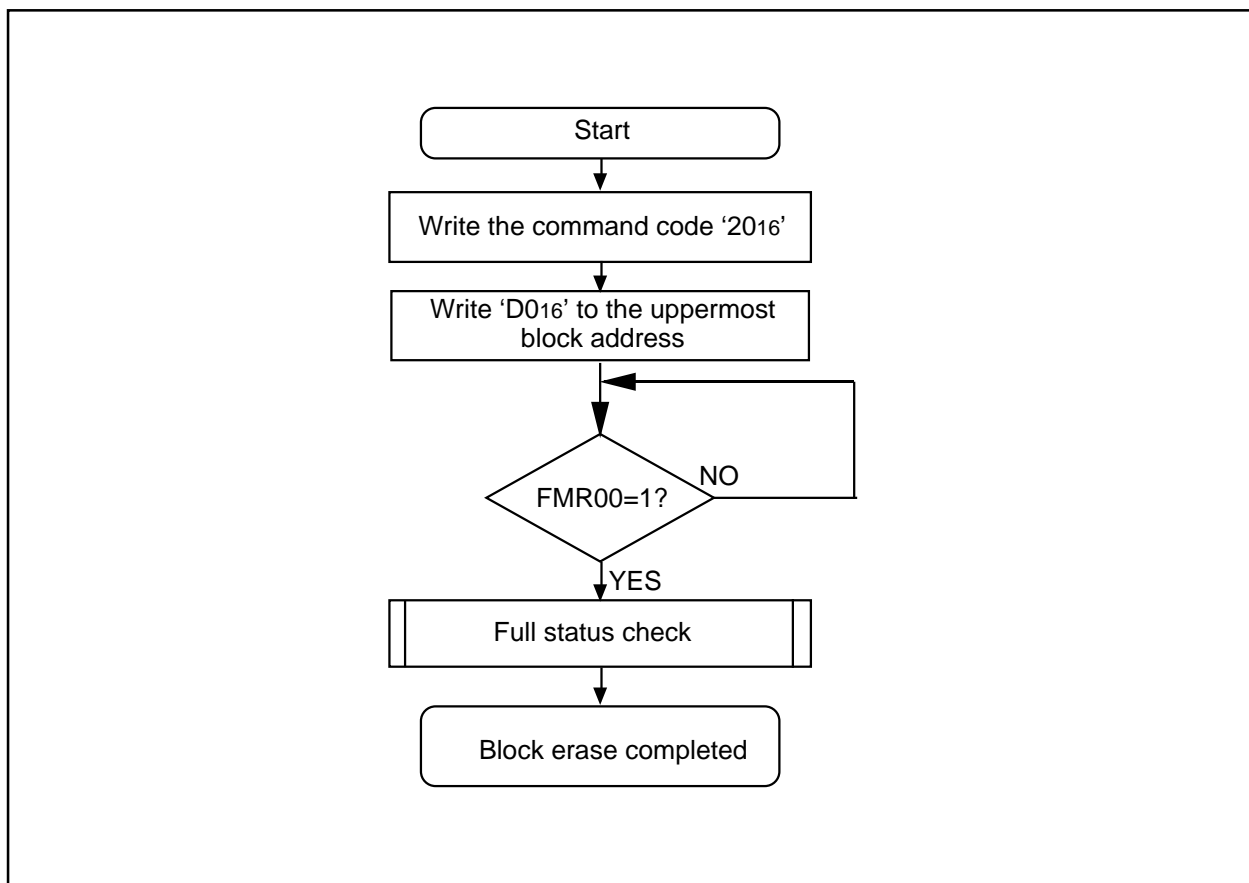 Start
Write the command code ‘2016’
Write ‘D016’ to the uppermost
block address
NO
FMR00=1?
YES
Full status check
Block erase completed